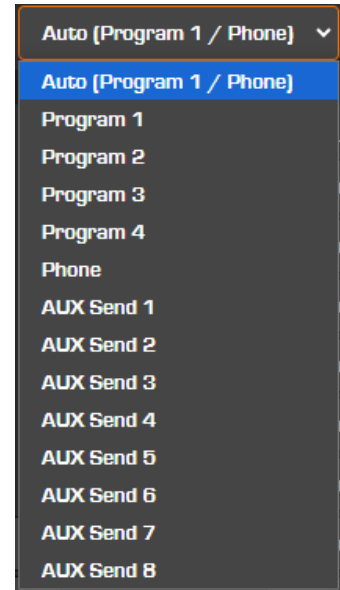 Auto (Program 1 / Phone)
Auto (Program 1 / Phone)
Program 1
Program 2
Program 3
Program 4
Phone
AUX Send 1
AUX Send 2
AUX Send 3
AUX Send 4
AUX Send 5
AUX Send 6
AUX Send 7
AUX Send 8